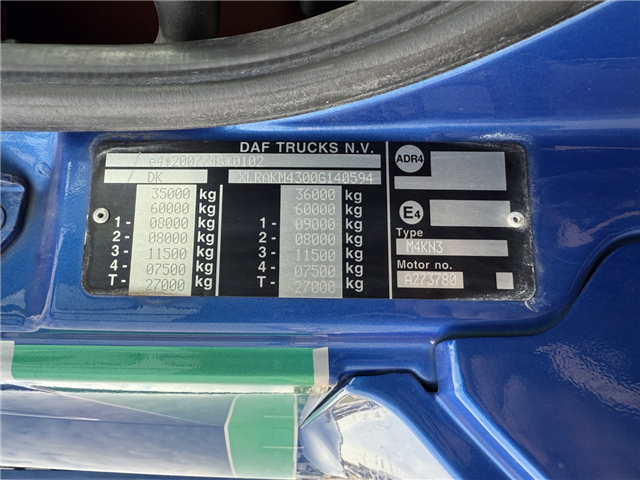 DAF TRUCKS N.V.
e4*2007/46*0102
DK XLRAKM4300G140594
35000 kg 36000 kg
60000 kg 60000 kg
1 - 08000 kg 1 - 09000 kg
2 - 08000 kg 2 - 08000 kg
3 - 11500 kg 3 - 11500 kg
4 - 07500 kg 4 - 07500 kg
T - 27000 kg T - 27000 kg
ADR4
E4
Type
M4KN3
Motor no.
A273780